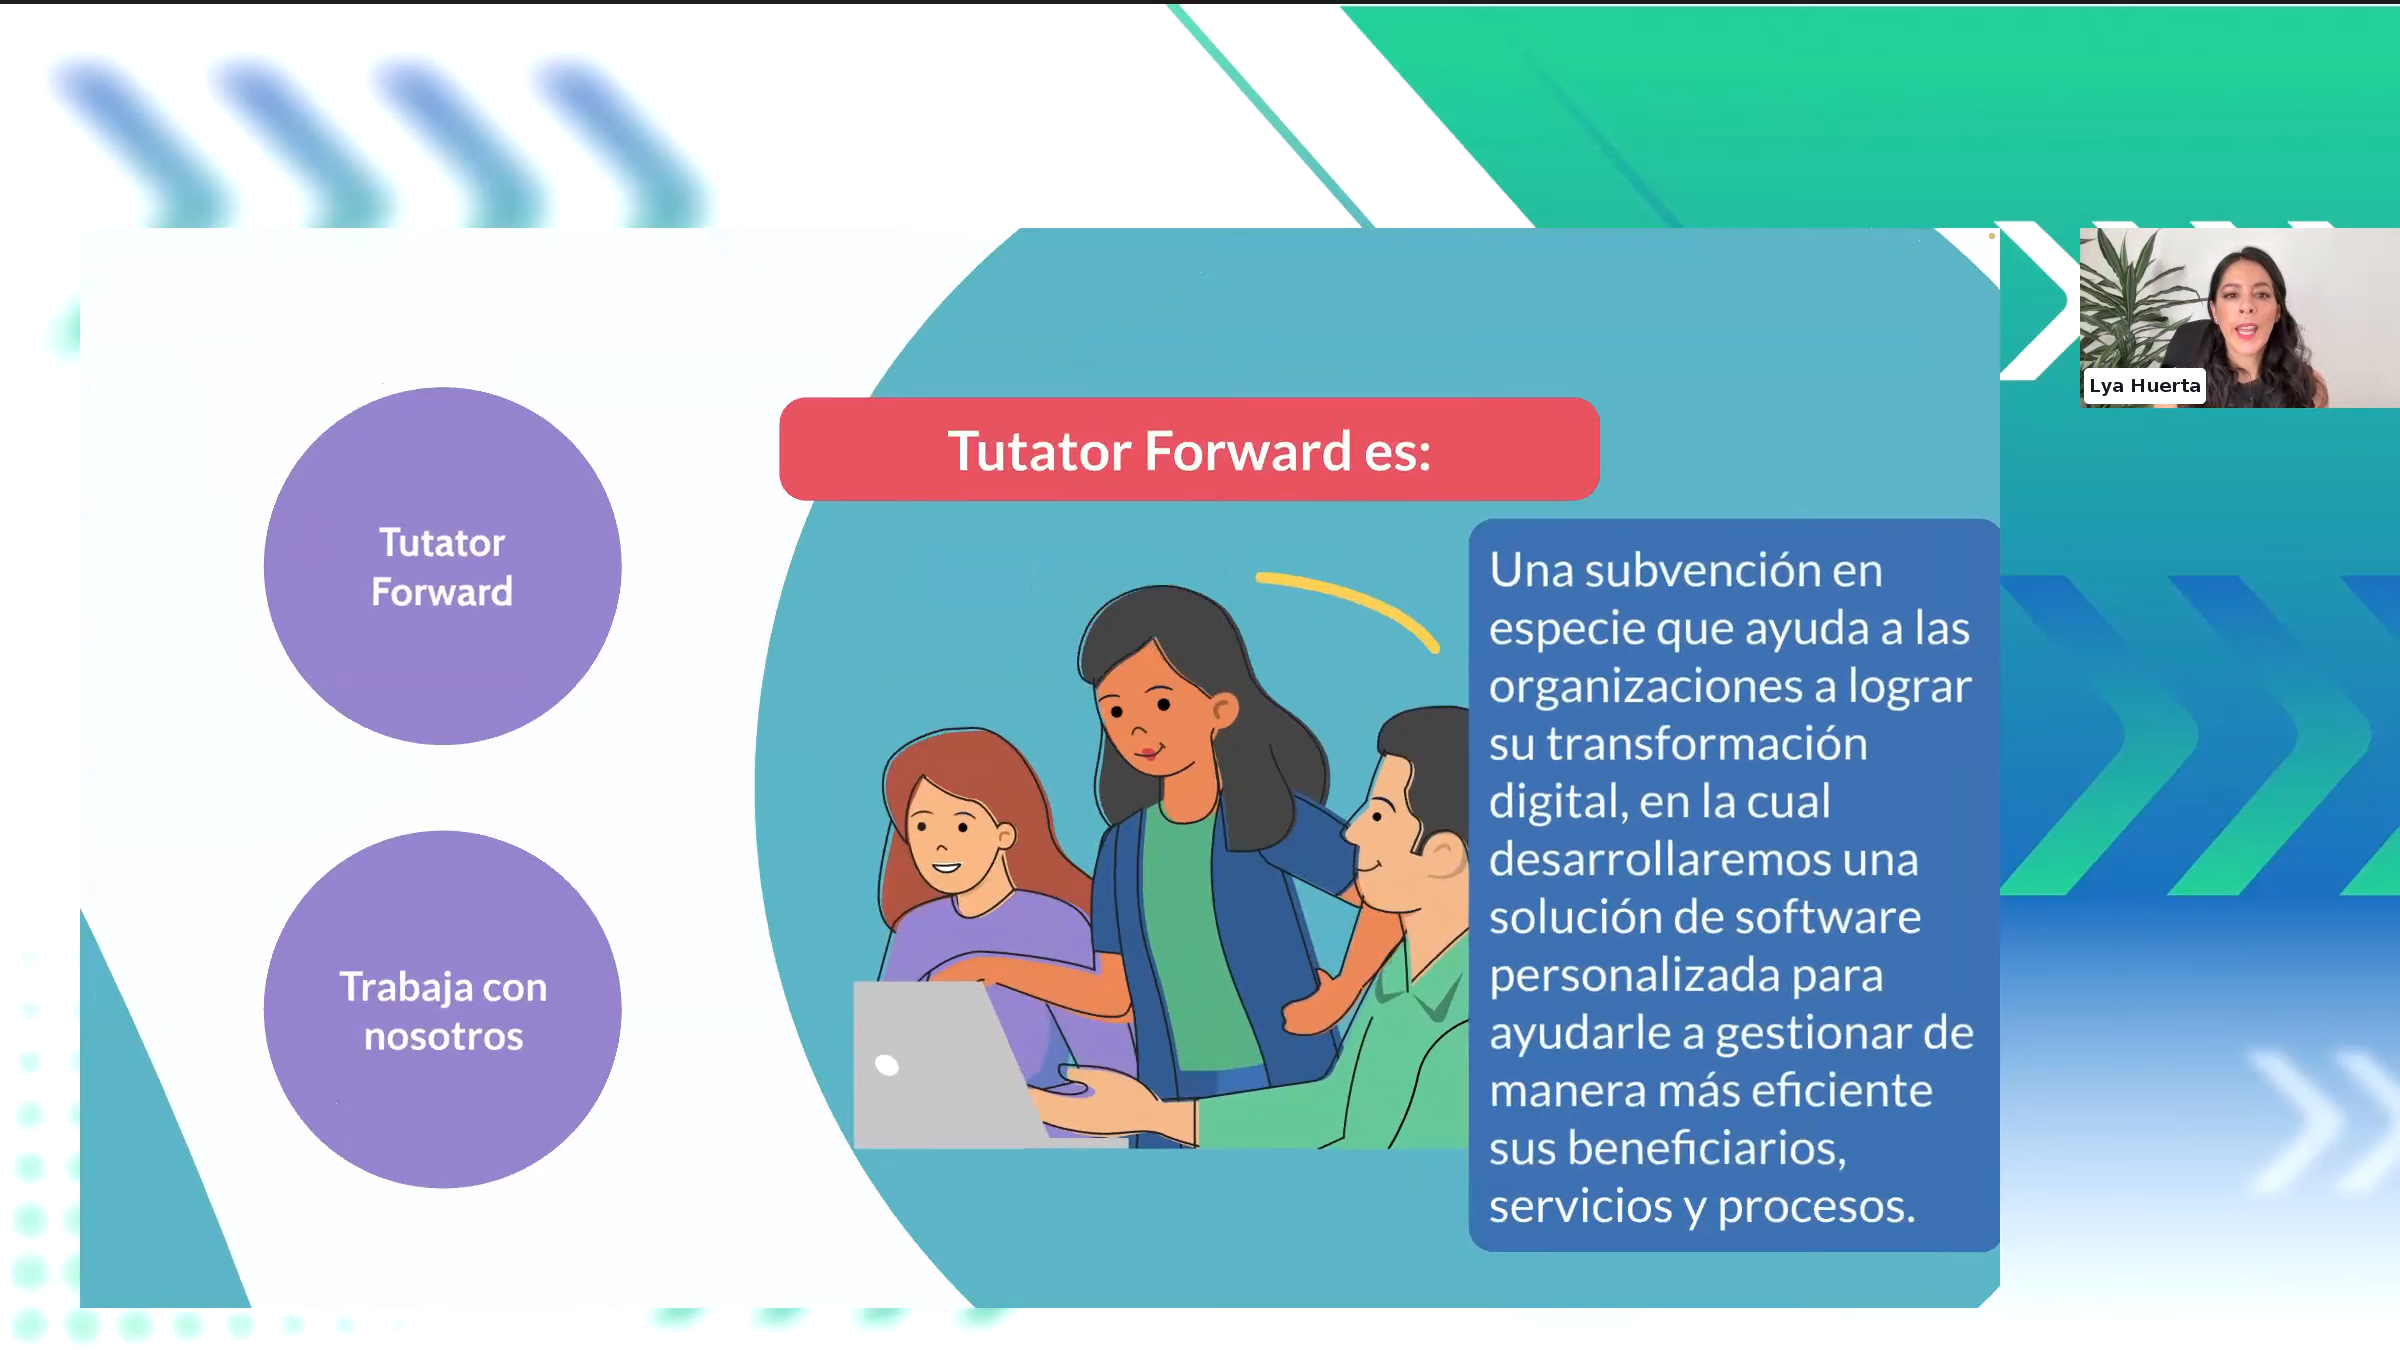 Tutator
Forward
Trabaja con
nosotros
Tutator Forward es:
Una subvención en
especie que ayuda a las
organizaciones a lograr
su transformación
digital, en la cual
desarrollaremos una
solución de software
personalizada para
ayudarle a gestionar de
manera más eficiente
sus beneficiarios,
servicios y procesos.
Lya Huerta